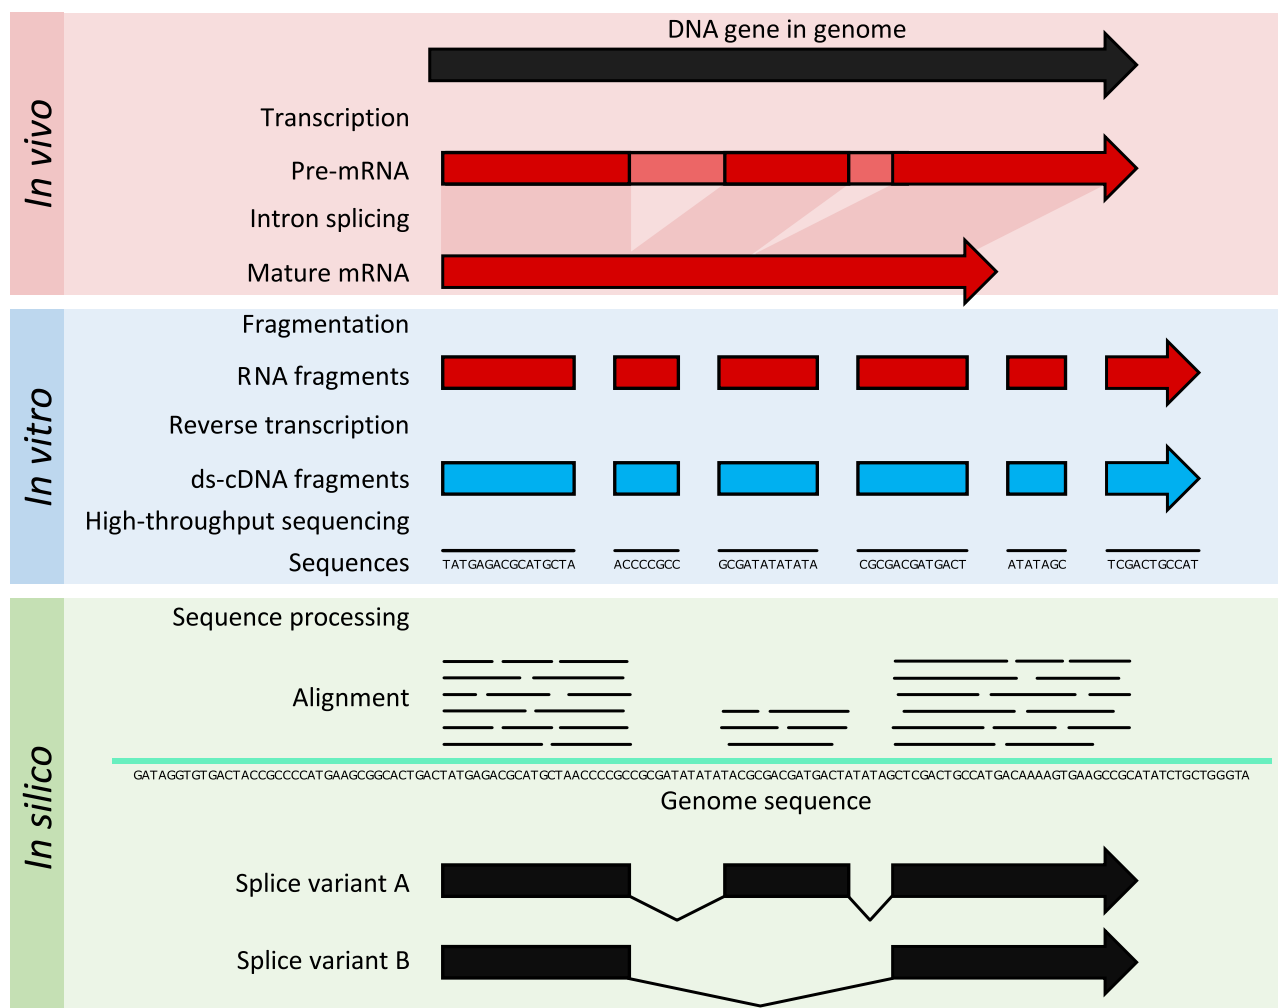 In vivo
DNA gene in genome
Transcription
Pre-mRNA
Intron splicing
Mature mRNA
In vitro
Fragmentation
RNA fragments
Reverse transcription
ds-cDNA fragments
High-throughput sequencing
Sequences
TATGAGACGCATGCTA ACCCCGCC GCGATATATATA CGCGACGATGACT ATATAGC TCGACTGCCAT
In silico
Sequence processing
Alignment
GATAGGTGTGACTACCGCCCCATGAAGCGGCACTGACTATGAGACGCATGCTAACCCCGCCGCGATATATATACGCGACGATGACTATATAGCTCGACTGCCATGACAAAAGTGAAGCCGCATATCTGCTGGGTA
Genome sequence
Splice variant A
Splice variant B